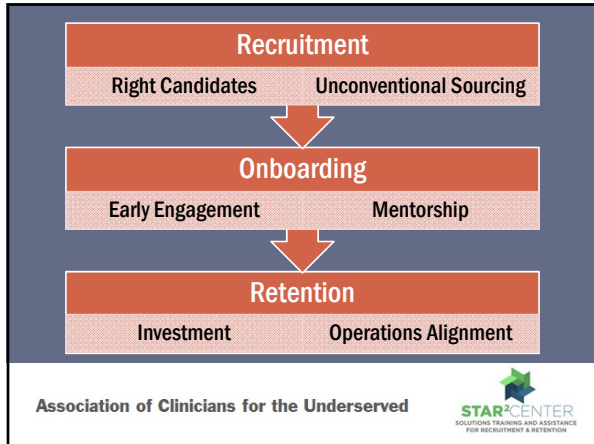 Recruitment
Right Candidates Unconventional Sourcing
Onboarding
Early Engagement Mentorship
Retention
Investment Operations Alignment
Association of Clinicians for the Underserved
STAR²CENTER
SOLUTIONS TRAINING AND ASSISTANCE
FOR RECRUITMENT & RETENTION